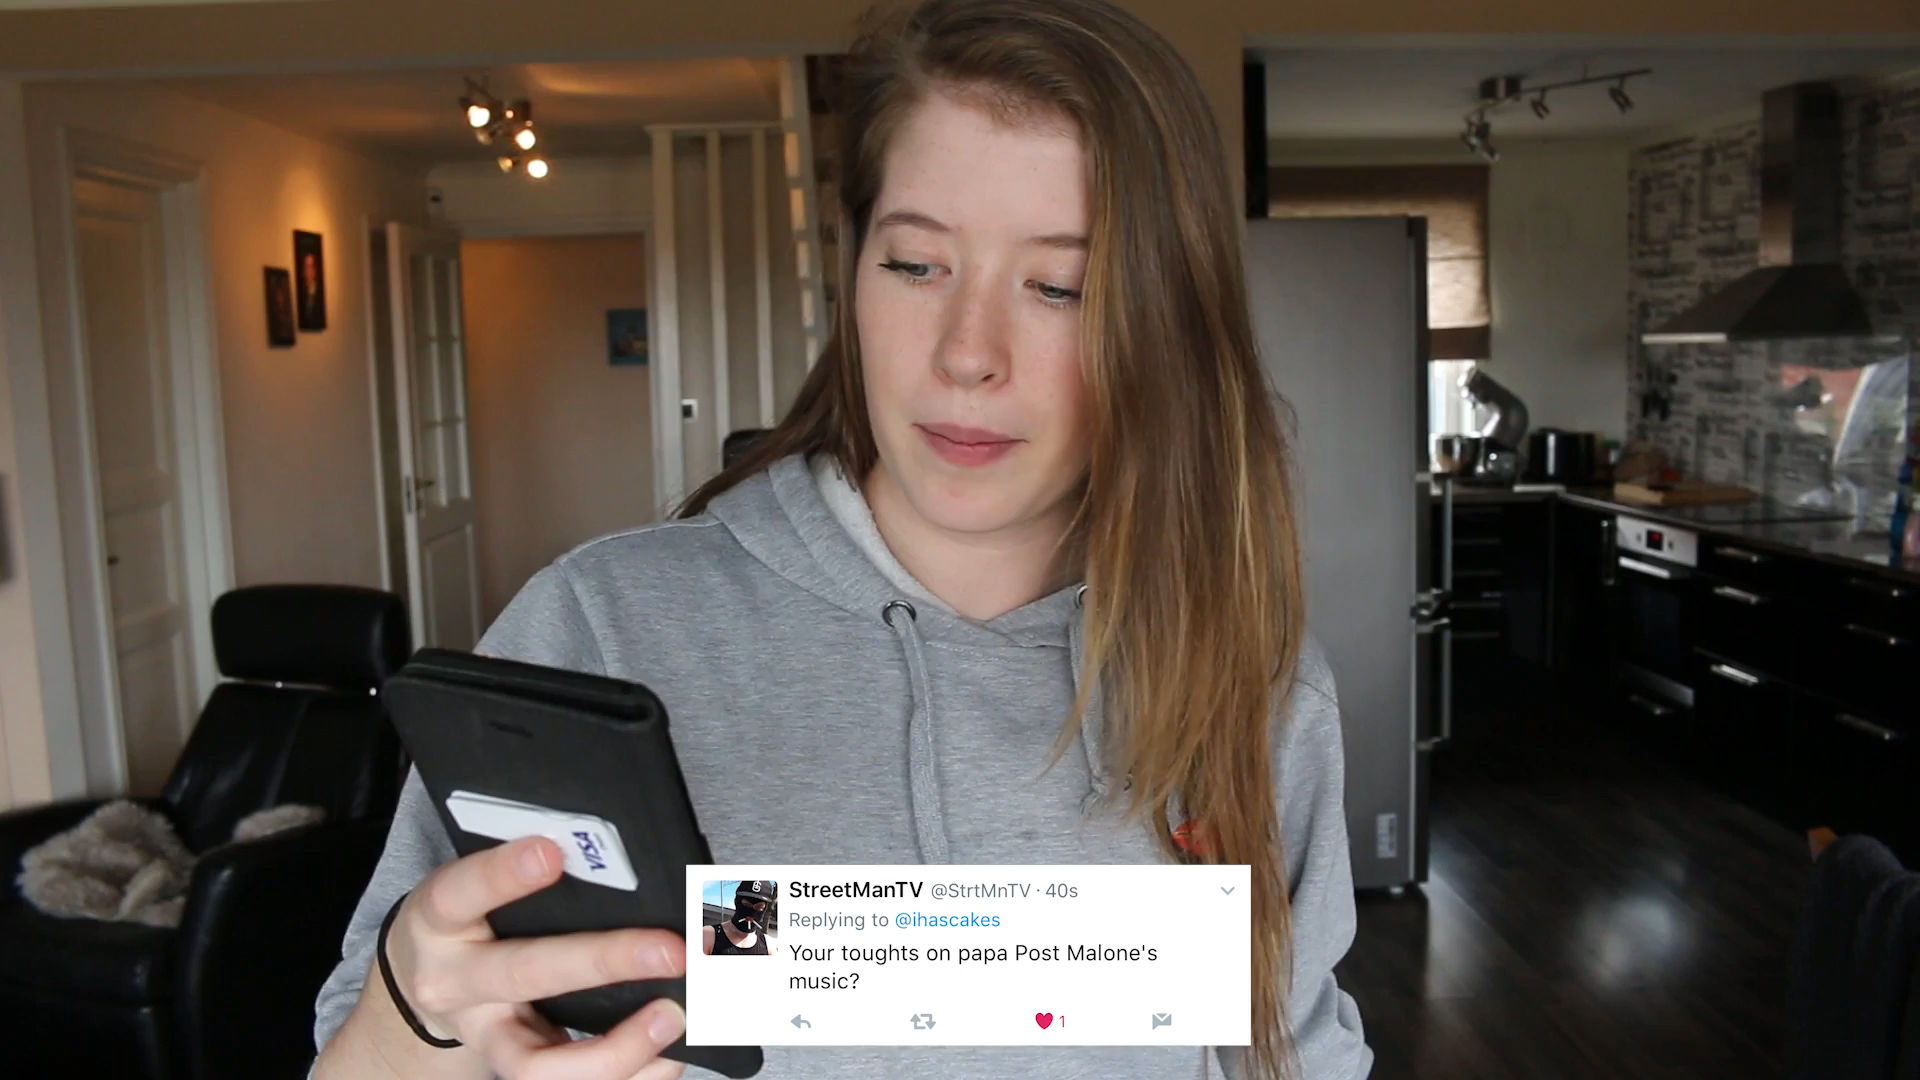 VISA
StreetManTV @StrtMnTV · 40s
Replying to @ihascakes
Your toughts on papa Post Malone's
music?
1